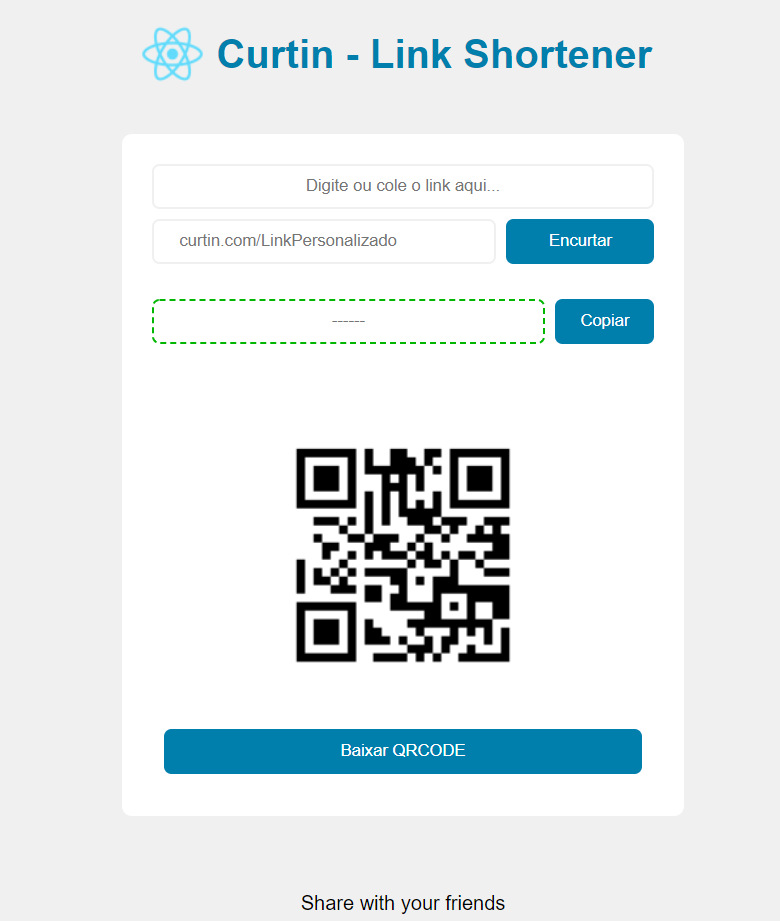 Curtin - Link Shortener
Digite ou cole o link aqui...
curtin.com/LinkPersonalizado
Encurtar
------
Copiar
Baixar QRCODE
Share with your friends